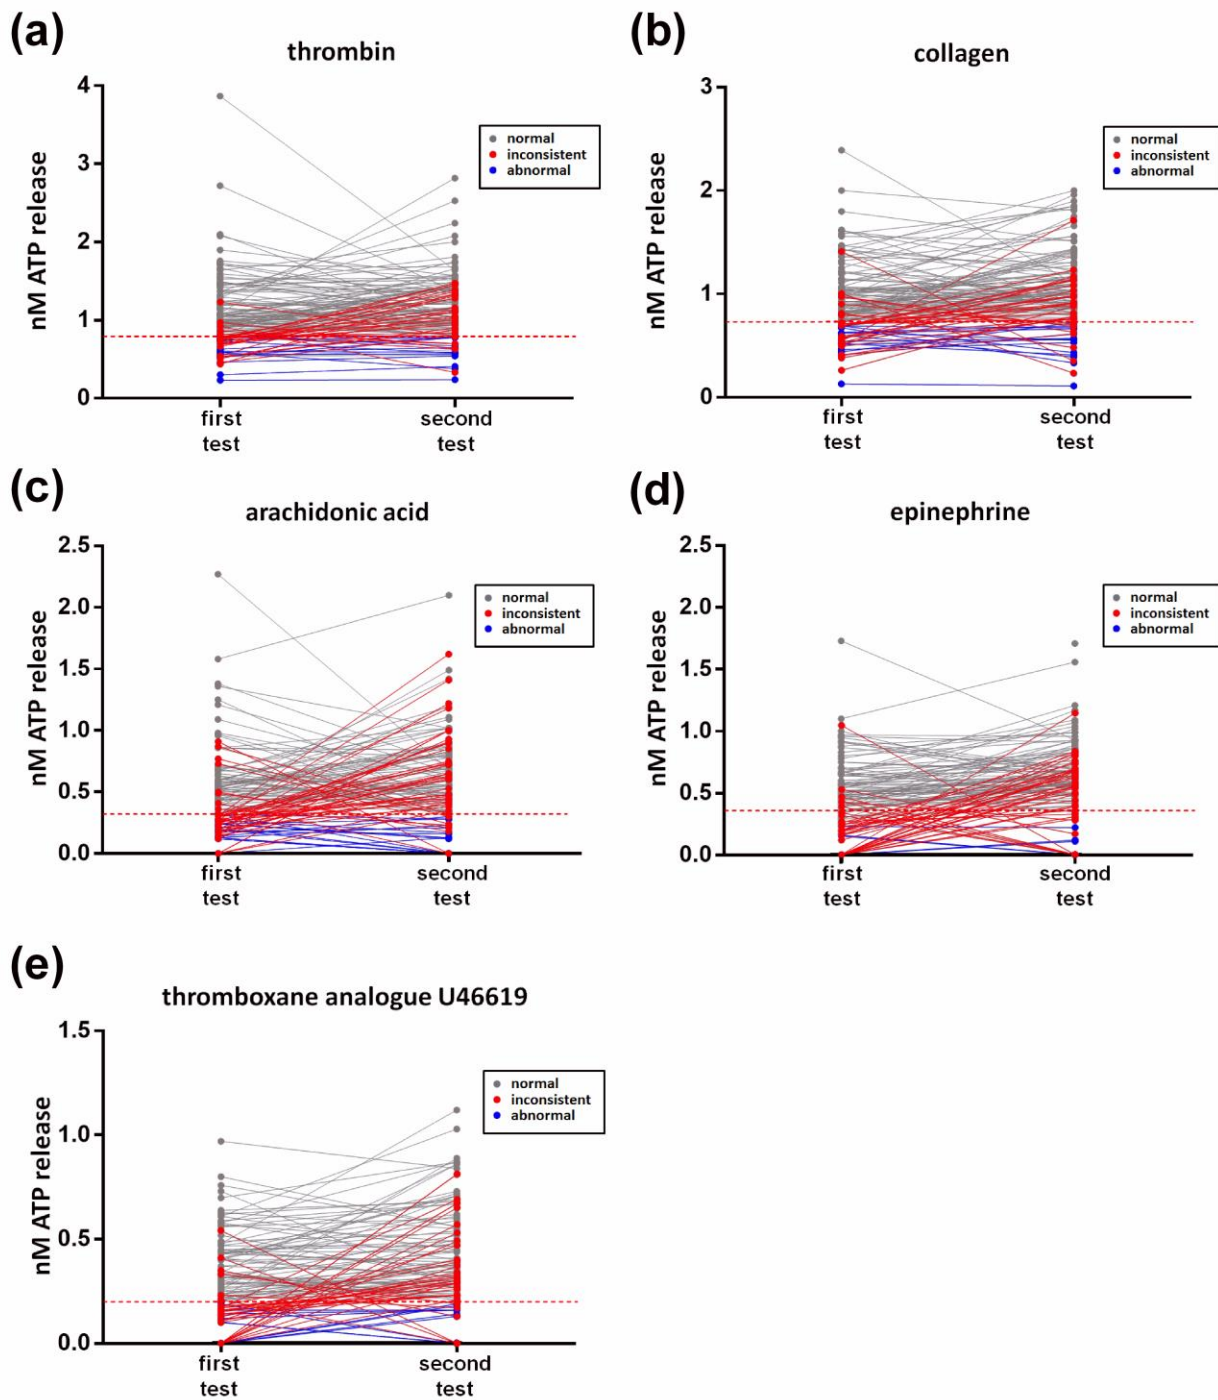 (a)
thrombin
nM ATP release
4
3
2
1
0
normal
inconsistent
abnormal
first
test
second
test
(b)
collagen
nM ATP release
3
2
1
0
normal
inconsistent
abnormal
first
test
second
test
(c)
arachidonic acid
nM ATP release
2.5
2.0
1.5
1.0
0.5
0.0
normal
inconsistent
abnormal
first
test
second
test
(d)
epinephrine
nM ATP release
2.5
2.0
1.5
1.0
0.5
0.0
normal
inconsistent
abnormal
first
test
second
test
(e)
thromboxane analogue U46619
nM ATP release
1.5
1.0
0.5
0.0
normal
inconsistent
abnormal
first
test
second
test